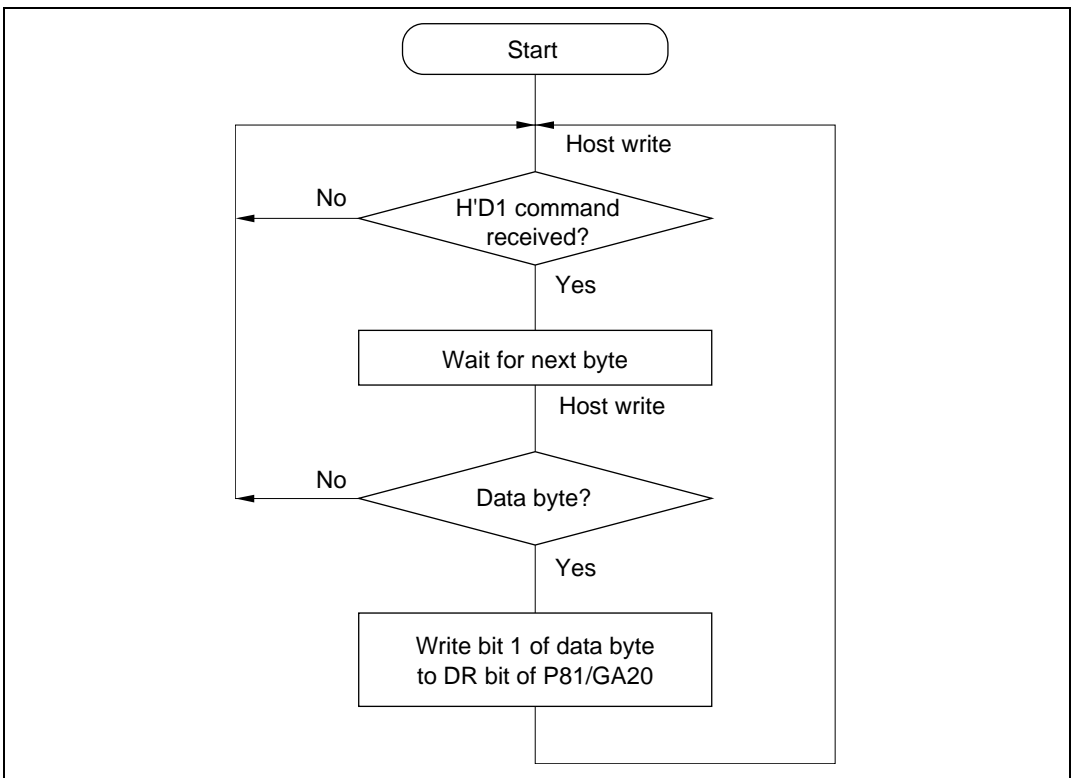 Start
Host write
No
H'D1 command
received?
Yes
Wait for next byte
Host write
No
Data byte?
Yes
Write bit 1 of data byte
to DR bit of P81/GA20